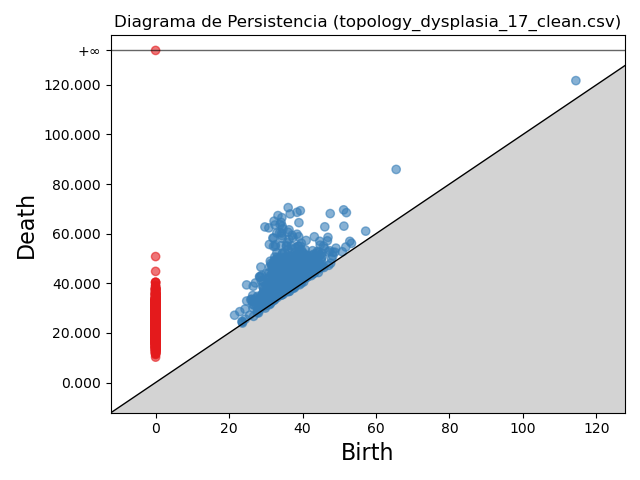 Diagrama de Persistencia (topology_dysplasia_17_clean.csv)
+∞
120.000
100.000
80.000
60.000
40.000
20.000
0.000
Death
0 20 40 60 80 100 120
Birth